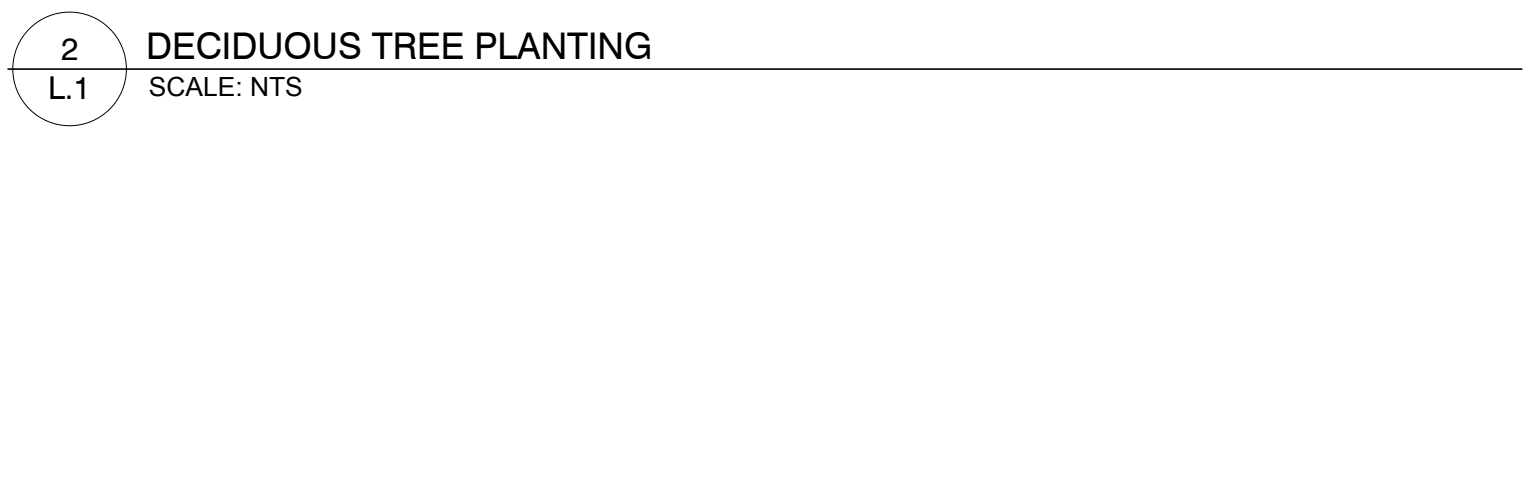 2
DECIDUOUS TREE PLANTING
L.1
SCALE: NTS